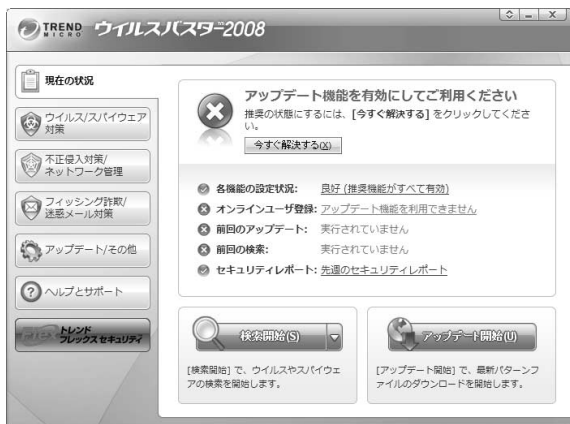 TREND MICRO ウイルスバスター™2008
現在の状況
ウイルス/スパイウェア
対策
不正侵入対策/
ネットワーク管理
フィッシング詐欺/
迷惑メール対策
アップデート/その他
ヘルプとサポート
Flex トレンド
フレックス セキュリティ
アップデート機能を有効にしてご利用ください
推奨の状態にするには、[今すぐ解決する] をクリックしてくださ
い。
今すぐ解決する(X)
各機能の設定状況: 良好 (推奨機能がすべて有効)
オンラインユーザ登録: アップデート機能を利用できません
前回のアップデート: 実行されていません
前回の検索: 実行されていません
セキュリティレポート: 先週のセキュリティレポート
検索開始(S)
[検索開始] で、ウイルスやスパイウェ
アの検索を開始します。
アップデート開始(U)
[アップデート開始] で、最新パターンフ
ァイルのダウンロードを開始します。